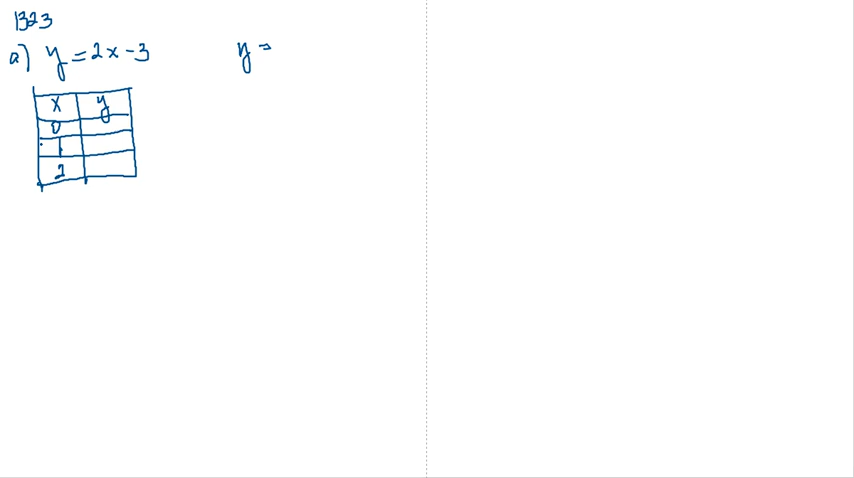 1323
a) y = 2x - 3
y =
x y
0
1
2